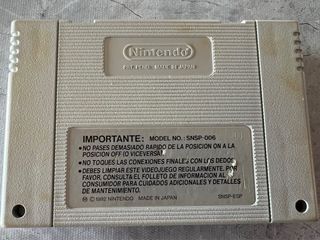 Nintendo
MADE IN JAPAN
IMPORTANTE: MODEL NO.: SNSP-006
•NO PASES DEMASIADO RAPIDO DE LA POSICION ON A LA
POSICION OFF (O VICEVERSA)
•NO TOQUES LAS CONEXIONES FINALES CON LOS DEDOS
•DEBES LIMPIAR ESTE VIDEOJUEGO REGULARMENTE. POR
FAVOR, CONSULTA EL FOLLETO DE INFORMACION AL
CONSUMIDOR PARA CUIDADOS ADICIONALES Y DETALLES
DE MANTENIMIENTO.
Ⓜ © 1992 NINTENDO MADE IN JAPAN SNSP-ESP